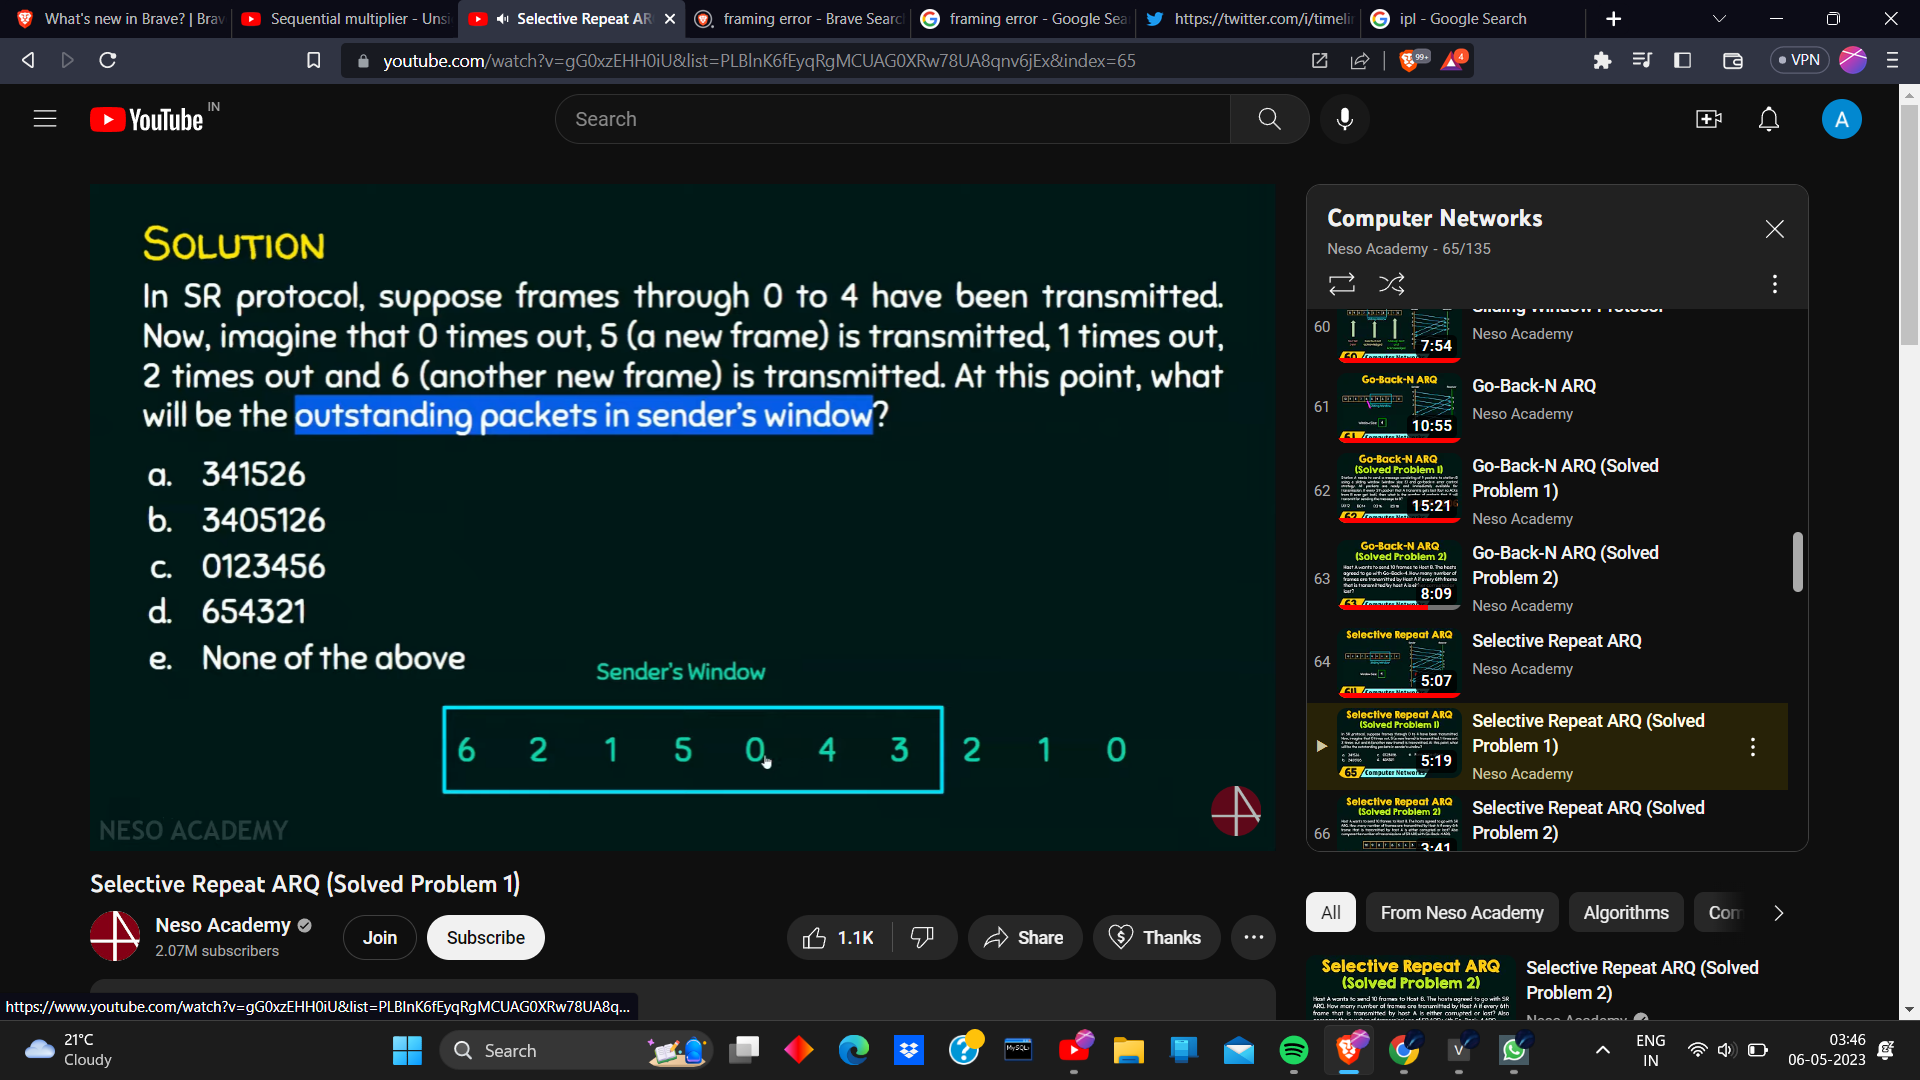 What's new in Brave? | Brav
Sequential multiplier - Unsi
Selective Repeat AR
framing error - Brave Searc
framing error - Google Sea
https://twitter.com/i/timelin
ipl - Google Search
youtube.com/watch?v=gG0xzEHH0iU&list=PLBlnK6fEyqRgMCUAG0XRw78UA8qnv6jEx&index=65
99+
4
VPN
YouTube IN
Search
A
SOLUTION
In SR protocol, suppose frames through 0 to 4 have been transmitted.
Now, imagine that 0 times out, 5 (a new frame) is transmitted, 1 times out,
2 times out and 6 (another new frame) is transmitted. At this point, what
will be the outstanding packets in sender's window?
a. 341526
b. 3405126
c. 0123456
d. 654321
e. None of the above
Sender's Window
6 2 1 5 0 4 3 2 1 0
NESO ACADEMY
Computer Networks
Neso Academy - 65/135
60
7:54
Sliding Window Protocol
Neso Academy
61
Go-Back-N ARQ
10:55
Go-Back-N ARQ
Neso Academy
62
Go-Back-N ARQ
(Solved Problem 1)
15:21
Go-Back-N ARQ (Solved
Problem 1)
Neso Academy
63
Go-Back-N ARQ
(Solved Problem 2)
8:09
Go-Back-N ARQ (Solved
Problem 2)
Neso Academy
64
Selective Repeat ARQ
5:07
Selective Repeat ARQ
Neso Academy
Selective Repeat ARQ
(Solved Problem 1)
65 Computer Networks
5:19
Selective Repeat ARQ (Solved
Problem 1)
Neso Academy
66
Selective Repeat ARQ
(Solved Problem 2)
3:41
Selective Repeat ARQ (Solved
Problem 2)
Selective Repeat ARQ (Solved Problem 1)
Neso Academy
2.07M subscribers
Join
Subscribe
1.1K
Share
Thanks
All
From Neso Academy
Algorithms
Com
Selective Repeat ARQ
(Solved Problem 2)
Selective Repeat ARQ (Solved
Problem 2)
Neso Academy
https://www.youtube.com/watch?v=gG0xzEHH0iU&list=PLBlnK6fEyqRgMCUAG0XRw78UA8q...
21°C
Cloudy
Search
MySQL
V
ENG
IN
03:46
06-05-2023